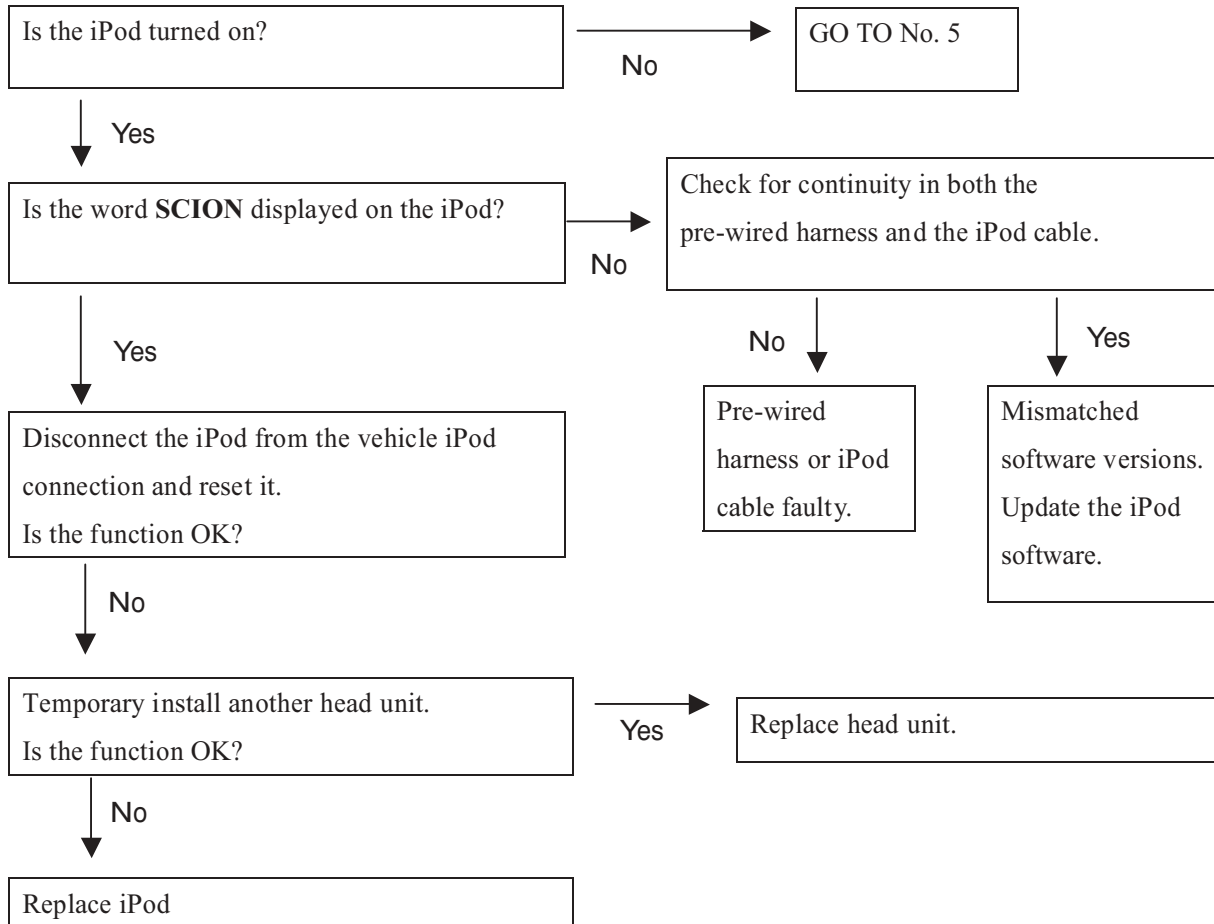 Is the iPod turned on?
No
GO TO No. 5
Yes
Is the word SCION displayed on the iPod?
No
Check for continuity in both the
pre-wired harness and the iPod cable.
Yes
No
Yes
Disconnect the iPod from the vehicle iPod
connection and reset it.
Is the function OK?
Pre-wired
harness or iPod
cable faulty.
Mismatched
software versions.
Update the iPod
software.
No
Temporary install another head unit.
Is the function OK?
Yes
Replace head unit.
No
Replace iPod